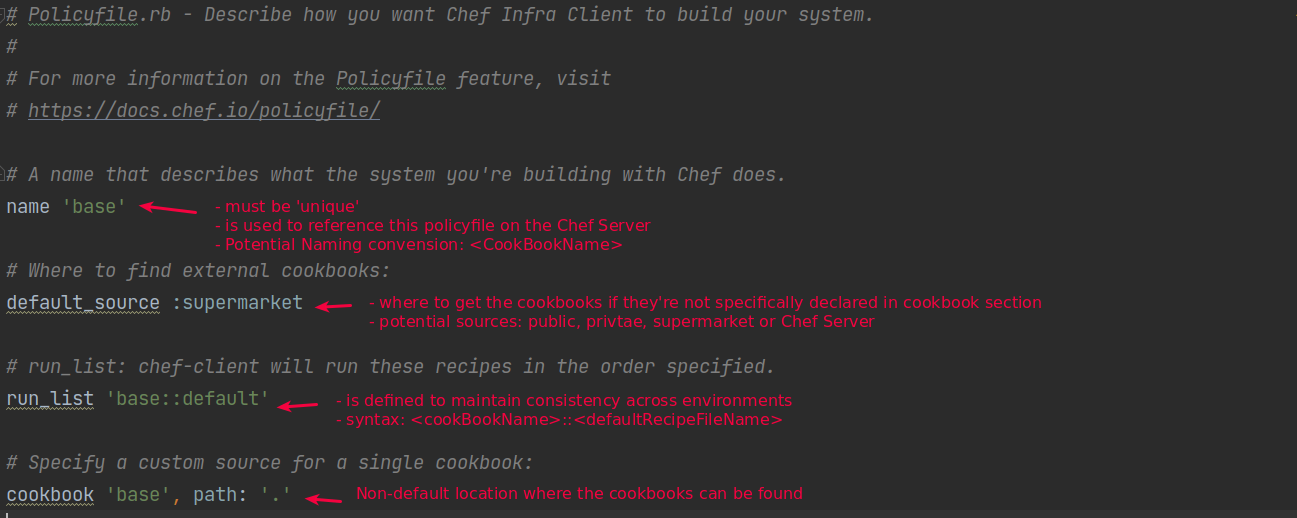 # Policyfile.rb - Describe how you want Chef Infra Client to build your system.
#
# For more information on the Policyfile feature, visit
# https://docs.chef.io/policyfile/
# A name that describes what the system you're building with Chef does.
name 'base'
- must be 'unique'
- is used to reference this policyfile on the Chef Server
- Potential Naming convension: <CookBookName>
# Where to find external cookbooks:
default_source :supermarket
- where to get the cookbooks if they're not specifically declared in cookbook section
- potential sources: public, privtae, supermarket or Chef Server
# run_list: chef-client will run these recipes in the order specified.
run_list 'base::default'
- is defined to maintain consistency across environments
- syntax: <cookBookName>::<defaultRecipeFileName>
# Specify a custom source for a single cookbook:
cookbook 'base', path: '.'
Non-default location where the cookbooks can be found